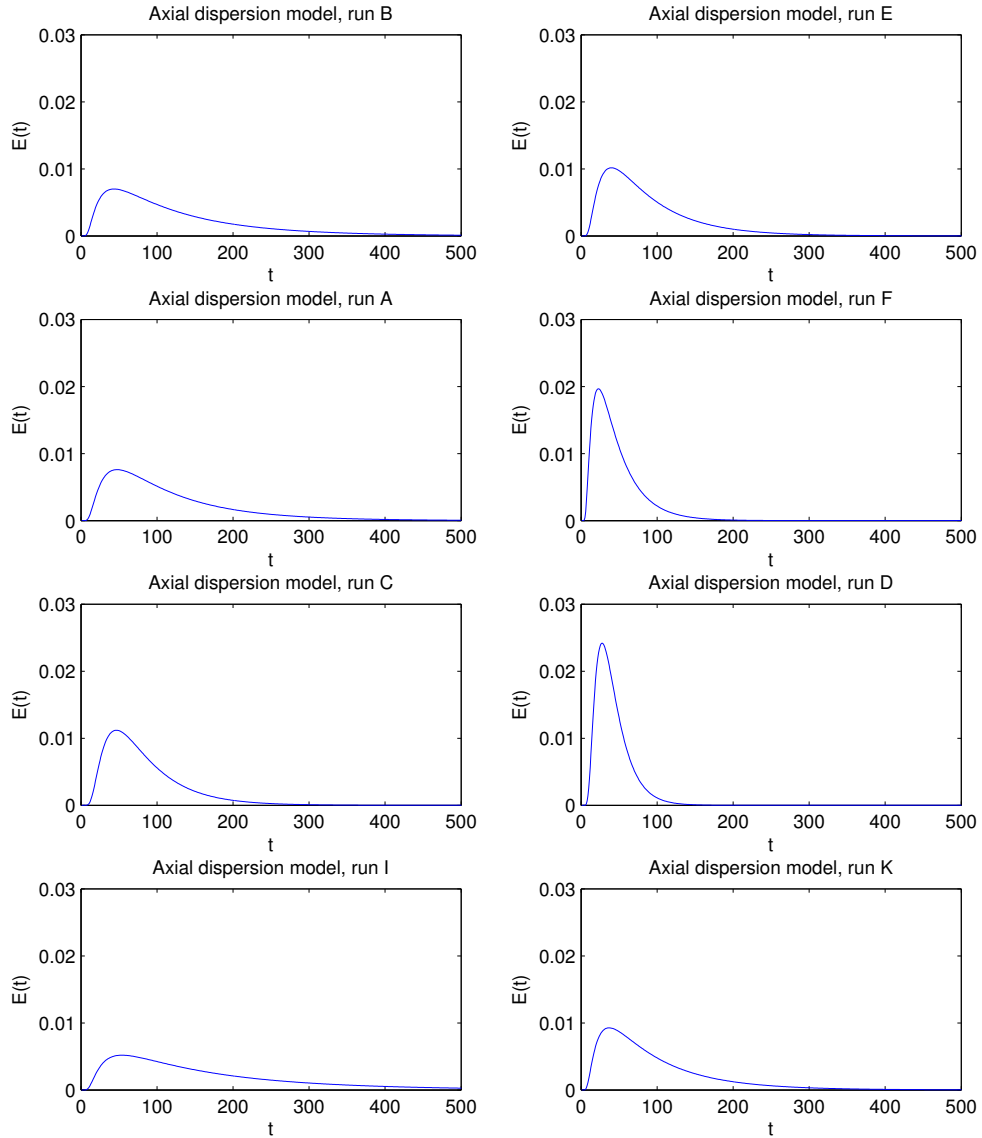 Axial dispersion model, run B
0.03
0.02
0.01
0
E(t)
0 100 200 300 400 500
t
Axial dispersion model, run E
0.03
0.02
0.01
0
E(t)
0 100 200 300 400 500
t
Axial dispersion model, run A
0.03
0.02
0.01
0
E(t)
0 100 200 300 400 500
t
Axial dispersion model, run F
0.03
0.02
0.01
0
E(t)
0 100 200 300 400 500
t
Axial dispersion model, run C
0.03
0.02
0.01
0
E(t)
0 100 200 300 400 500
t
Axial dispersion model, run D
0.03
0.02
0.01
0
E(t)
0 100 200 300 400 500
t
Axial dispersion model, run I
0.03
0.02
0.01
0
E(t)
0 100 200 300 400 500
t
Axial dispersion model, run K
0.03
0.02
0.01
0
E(t)
0 100 200 300 400 500
t